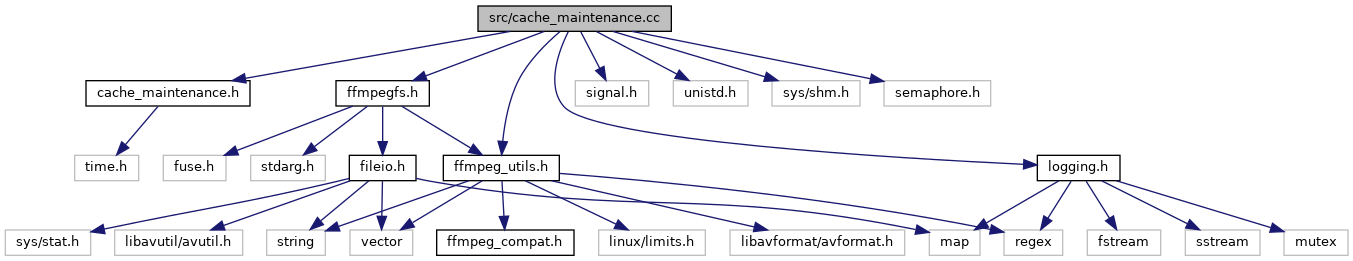 src/cache_maintenance.cc
cache_maintenance.h
ffmpegfs.h
signal.h
unistd.h
sys/shm.h
semaphore.h
time.h
fuse.h
stdarg.h
fileio.h
ffmpeg_utils.h
logging.h
sys/stat.h
libavutil/avutil.h
string
vector
ffmpeg_compat.h
linux/limits.h
libavformat/avformat.h
map
regex
fstream
sstream
mutex